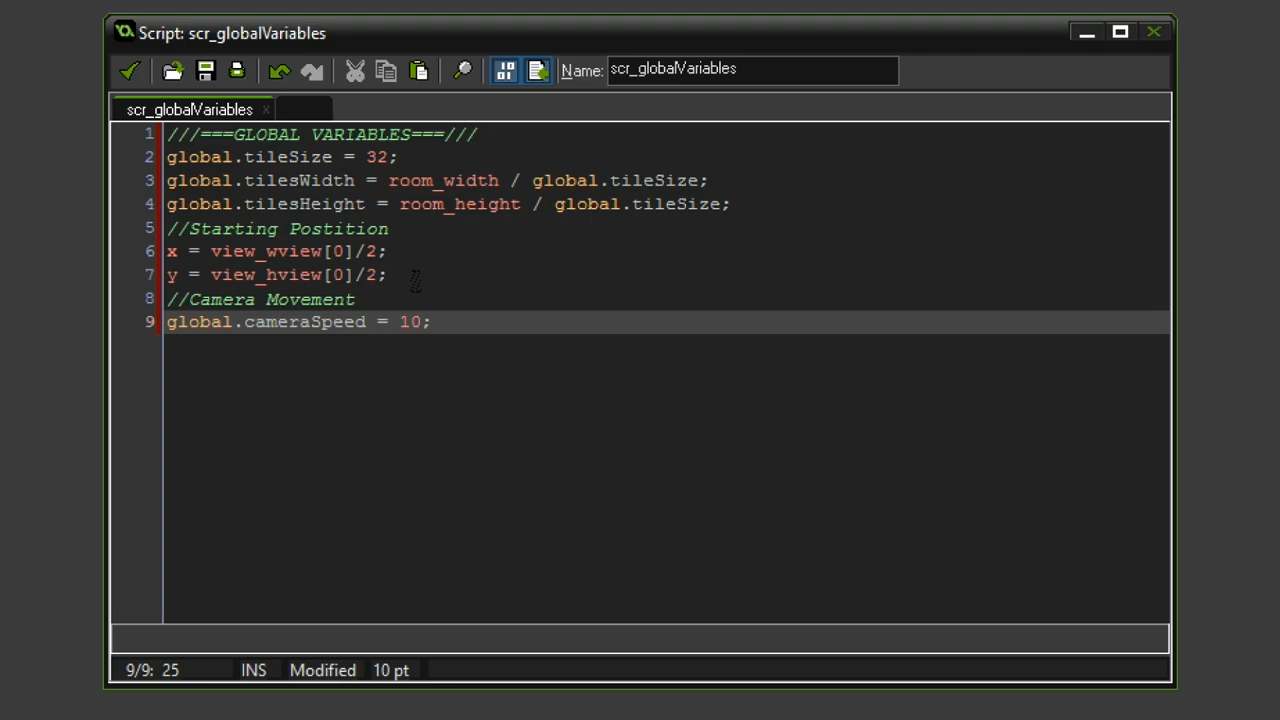 Script: scr_globalVariables
Name: scr_globalVariables
scr_globalVariables ×
1 ///===GLOBAL VARIABLES===///
2 global.tileSize = 32;
3 global.tilesWidth = room_width / global.tileSize;
4 global.tilesHeight = room_height / global.tileSize;
5 //Starting Postition
6 x = view_wview[0]/2;
7 y = view_hview[0]/2;
8 //Camera Movement
9 global.cameraSpeed = 10;
9/9: 25 INS Modified 10 pt